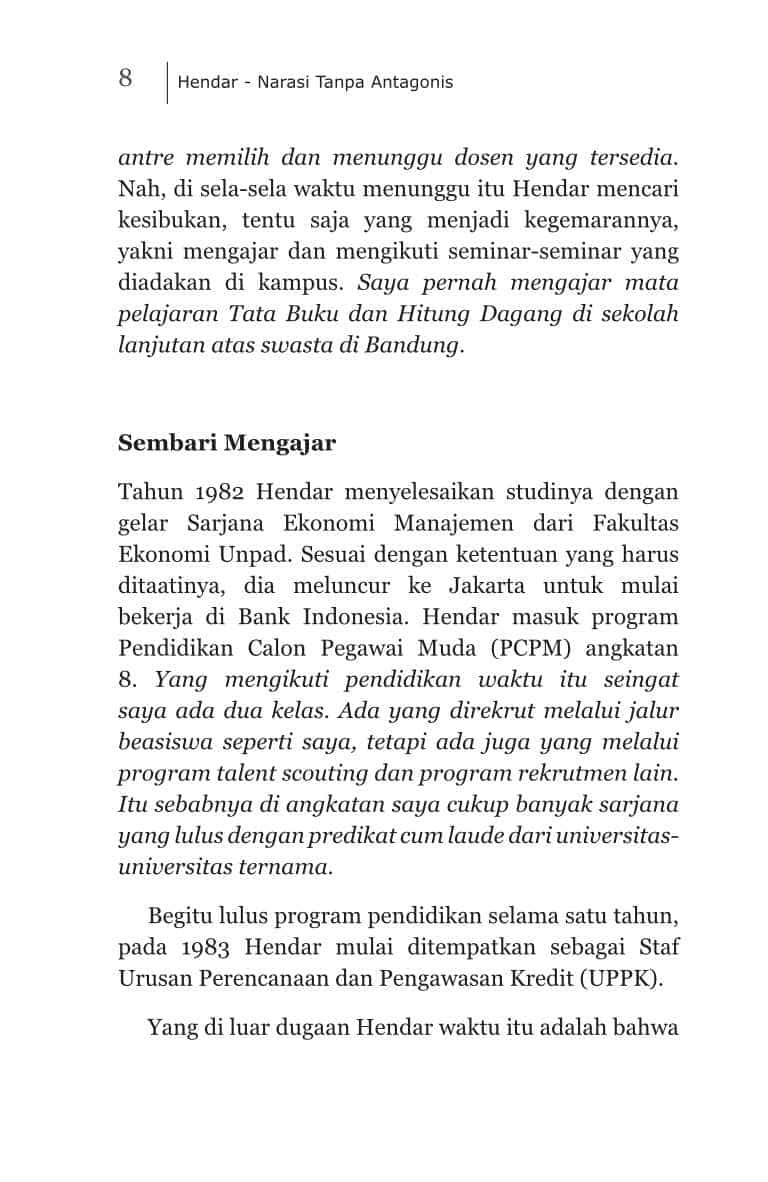 8
Hendar - Narasi Tanpa Antagonis
antre memilih dan menunggu dosen yang tersedia.
Nah, di sela-sela waktu menunggu itu Hendar mencari
kesibukan, tentu saja yang menjadi kegemarannya,
yakni mengajar dan mengikuti seminar-seminar yang
diadakan di kampus. Saya pernah mengajar mata
pelajaran Tata Buku dan Hitung Dagang di sekolah
lanjutan atas swasta di Bandung.
Sembari Mengajar
Tahun 1982 Hendar menyelesaikan studinya dengan
gelar Sarjana Ekonomi Manajemen dari Fakultas
Ekonomi Unpad. Sesuai dengan ketentuan yang harus
ditaatinya, dia meluncur ke Jakarta untuk mulai
bekerja di Bank Indonesia. Hendar masuk program
Pendidikan Calon Pegawai Muda (PCPM) angkatan
8. Yang mengikuti pendidikan waktu itu seingat
saya ada dua kelas. Ada yang direkrut melalui jalur
beasiswa seperti saya, tetapi ada juga yang melalui
program talent scouting dan program rekrutmen lain.
Itu sebabnya di angkatan saya cukup banyak sarjana
yang lulus dengan predikat cum laude dari universitas-
universitas ternama.
Begitu lulus program pendidikan selama satu tahun,
pada 1983 Hendar mulai ditempatkan sebagai Staf
Urusan Perencanaan dan Pengawasan Kredit (UPPK).
Yang di luar dugaan Hendar waktu itu adalah bahwa